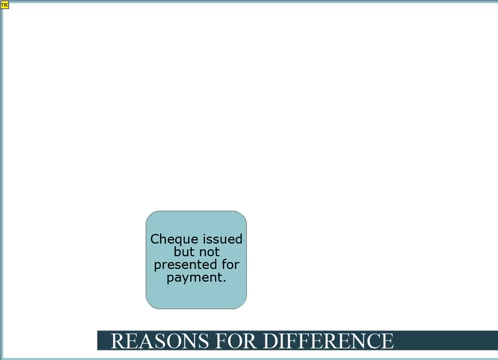 Cheque issued
but not
presented for
payment.
REASONS FOR DIFFERENCE